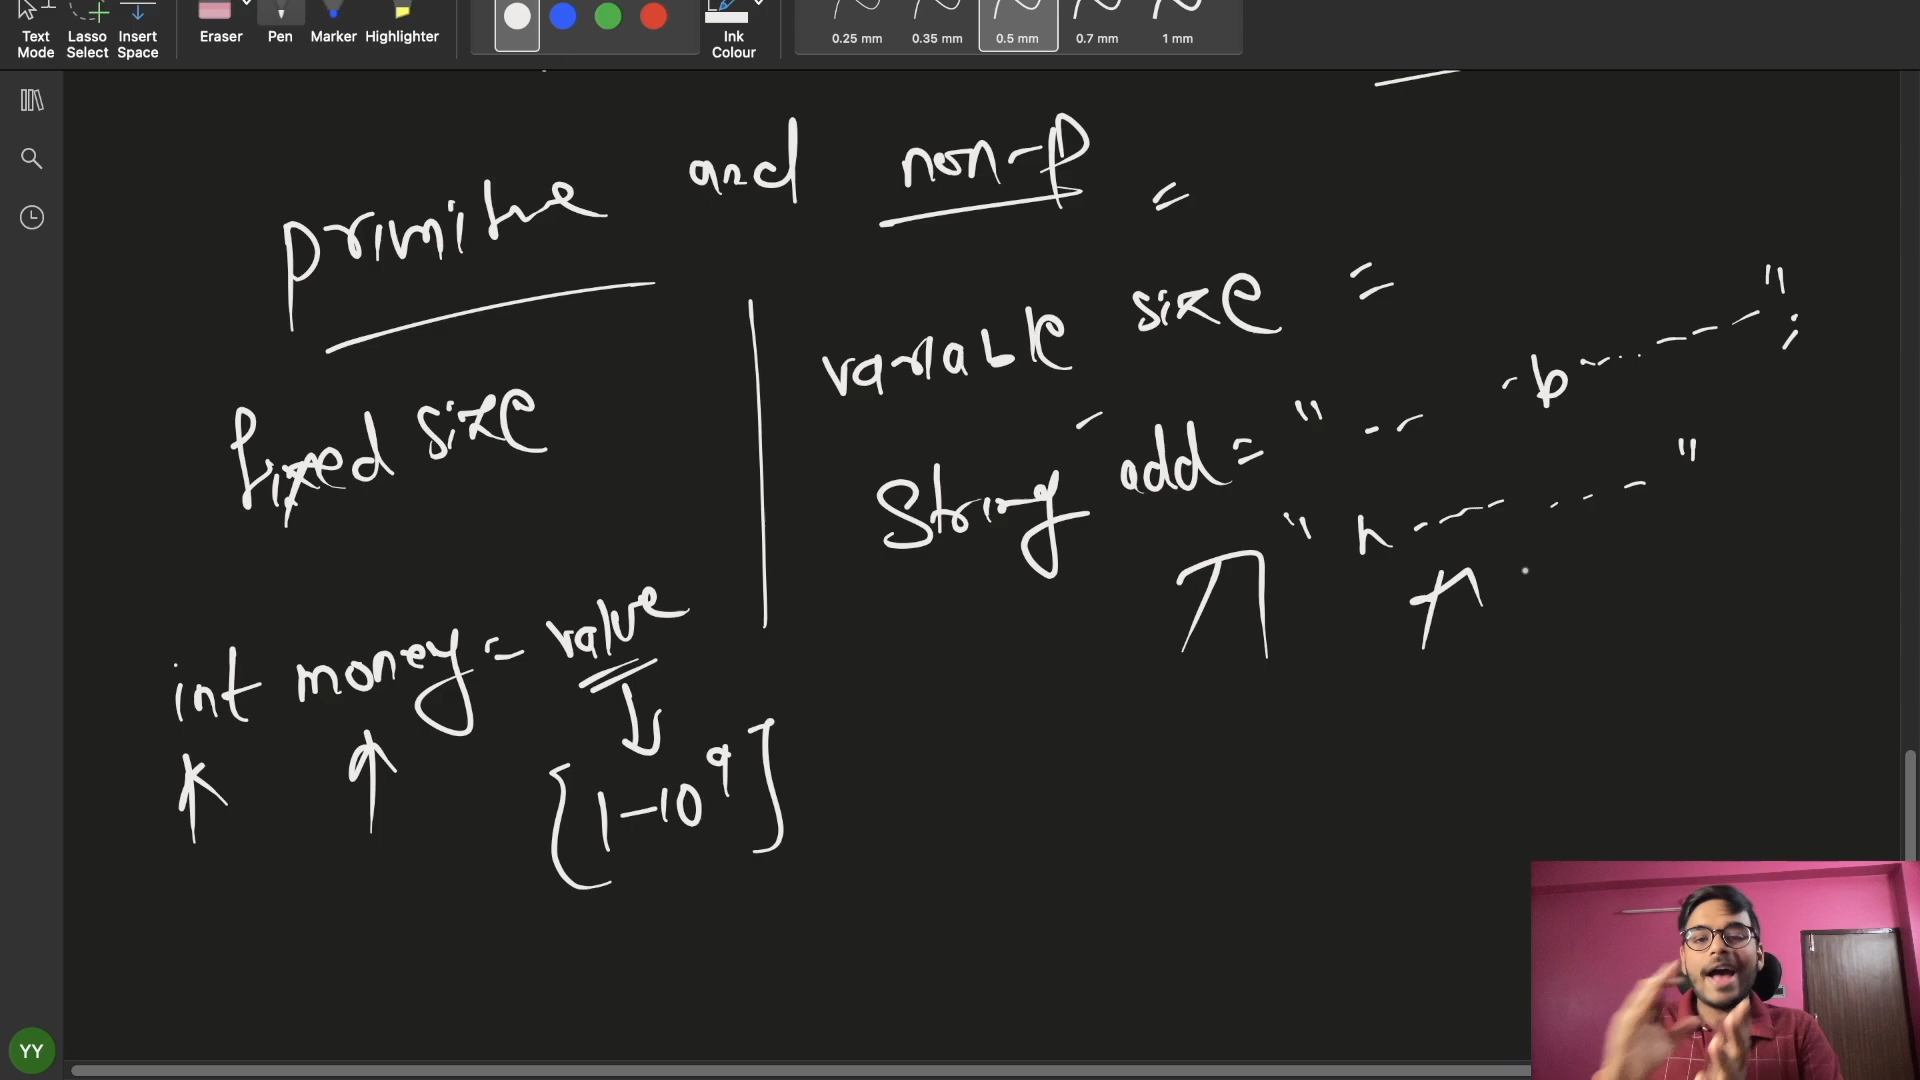 Text Mode
Lasso Select
Insert Space
Eraser
Pen
Marker
Highlighter
Ink Colour
0.25 mm
0.35 mm
0.5 mm
0.7 mm
1 mm
primitive and non-p =
fixed size
variable size =
String add = " -- - b ------- ";
" h ------- "
int money = value
[1-10^9]
YY